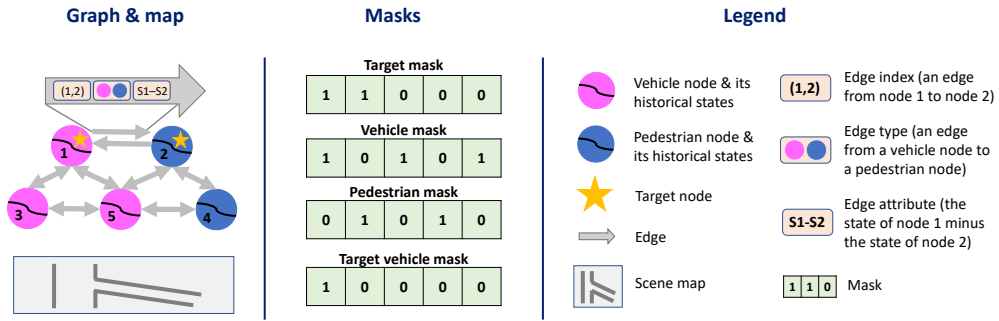 Graph & map
(1,2) S1–S2
1 2
3 5 4
Masks
Target mask
1 1 0 0 0
Vehicle mask
1 0 1 0 1
Pedestrian mask
0 1 0 1 0
Target vehicle mask
1 0 0 0 0
Legend
Vehicle node & its
historical states
Pedestrian node &
its historical states
Target node
Edge
Scene map
(1,2)
Edge index (an edge
from node 1 to node 2)
Edge type (an edge
from a vehicle node to
a pedestrian node)
S1-S2
Edge attribute (the
state of node 1 minus
the state of node 2)
1 1 0
Mask